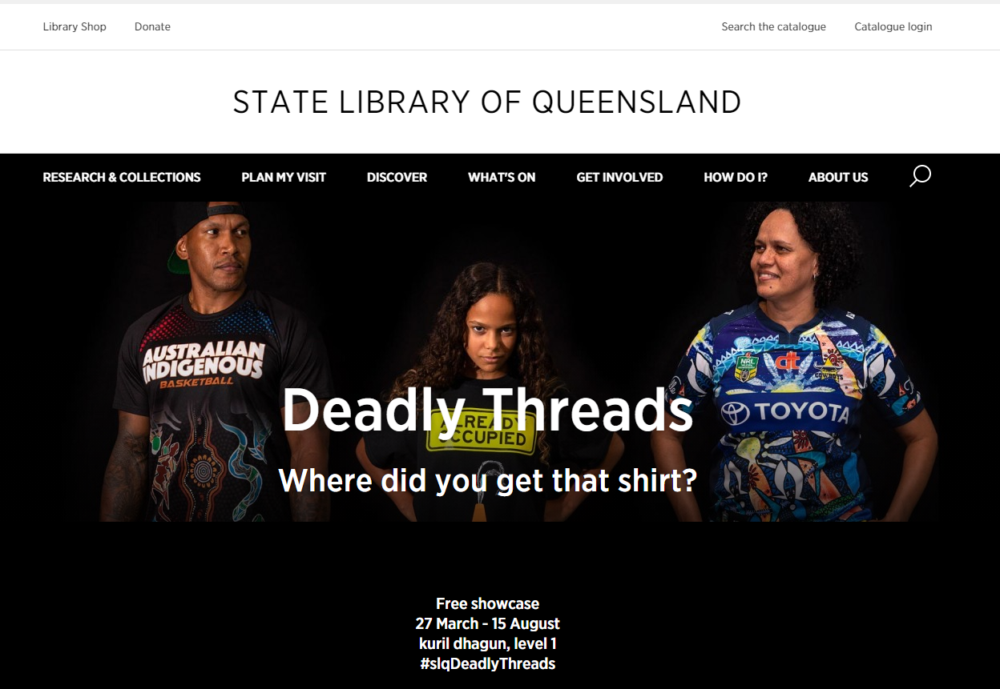 Library Shop Donate Search the catalogue Catalogue login
STATE LIBRARY OF QUEENSLAND
RESEARCH & COLLECTIONS PLAN MY VISIT DISCOVER WHAT'S ON GET INVOLVED HOW DO I? ABOUT US
AUSTRALIAN
INDIGENOUS
BASKETBALL
NRL
cft
COWBOYS
TOYOTA
ALREADY
OCCUPIED
Deadly Threads
Where did you get that shirt?
Free showcase
27 March - 15 August
kuril dhagun, level 1
#slqDeadlyThreads